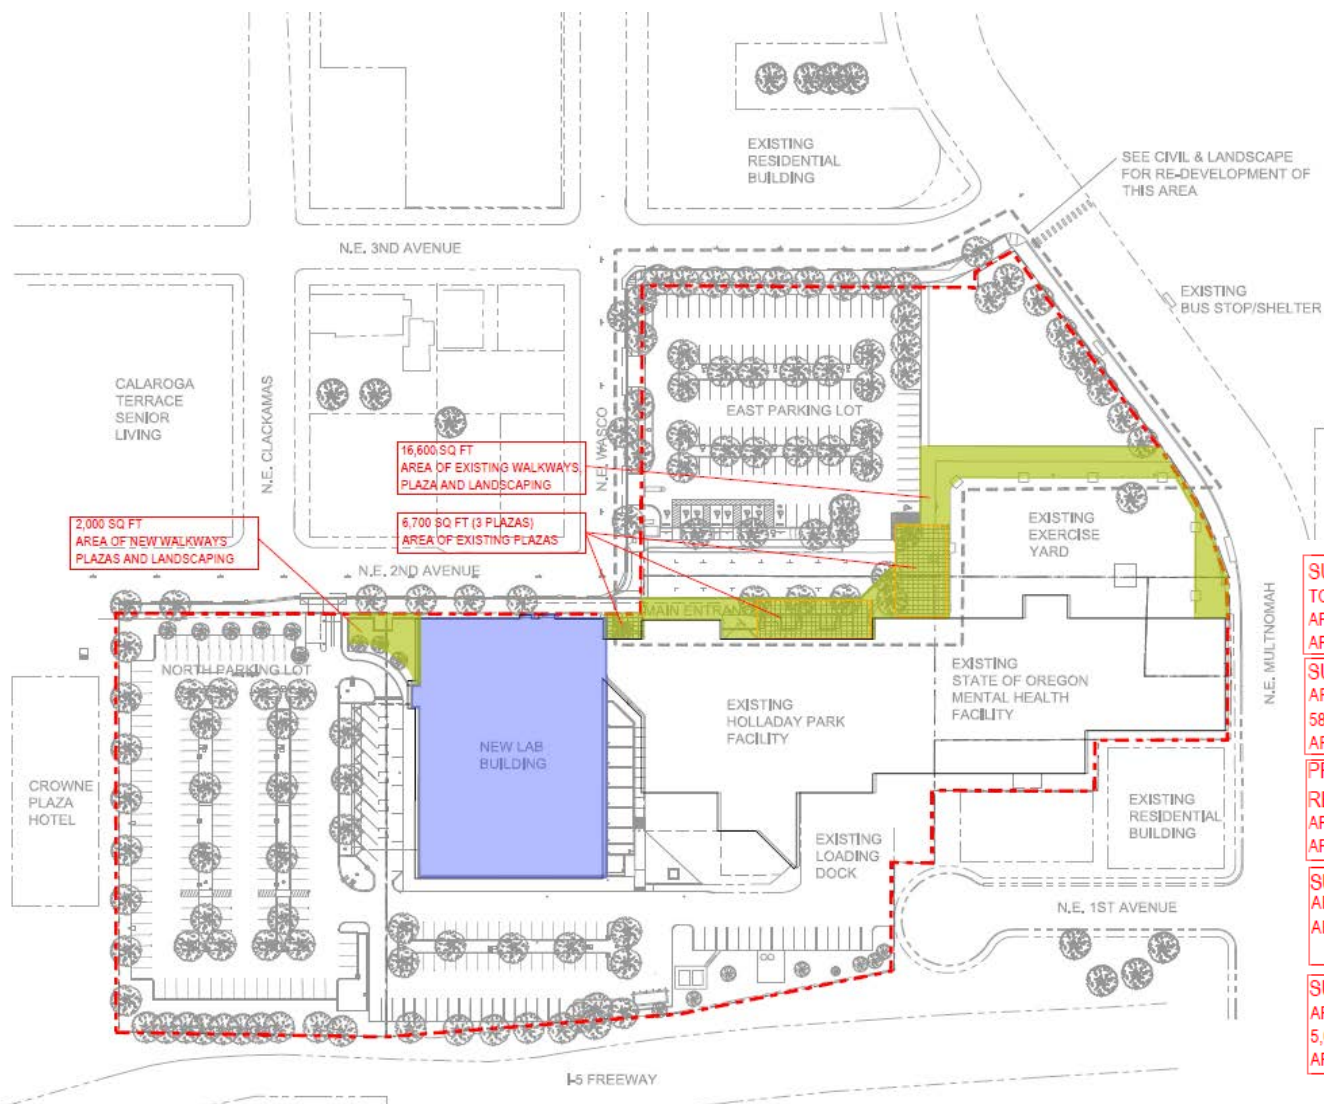 EXISTING
RESIDENTIAL
BUILDING
SEE CIVIL & LANDSCAPE
FOR RE-DEVELOPMENT OF
THIS AREA
N.E. 3ND AVENUE
EXISTING
BUS STOP/SHELTER
CALAROGA
TERRACE
SENIOR
LIVING
N.E. CLACKAMAS
N.E. WASCO
EAST PARKING LOT
16,600 SQ FT
AREA OF EXISTING WALKWAYS,
PLAZA AND LANDSCAPING
6,700 SQ FT (3 PLAZAS)
AREA OF EXISTING PLAZAS
2,000 SQ FT
AREA OF NEW WALKWAYS
PLAZAS AND LANDSCAPING
EXISTING
EXERCISE
YARD
N.E. 2ND AVENUE
MAIN ENTRAN
NORTH PARKING LOT
EXISTING
STATE OF OREGON
MENTAL HEALTH
FACILITY
N.E. MULTNOMAH
EXISTING
HOLLADAY PARK
FACILITY
NEW LAB
BUILDING
CROWNE
PLAZA
HOTEL
EXISTING
RESIDENTIAL
BUILDING
EXISTING
LOADING
DOCK
N.E. 1ST AVENUE
I-5 FREEWAY
SU
TO
58
5,